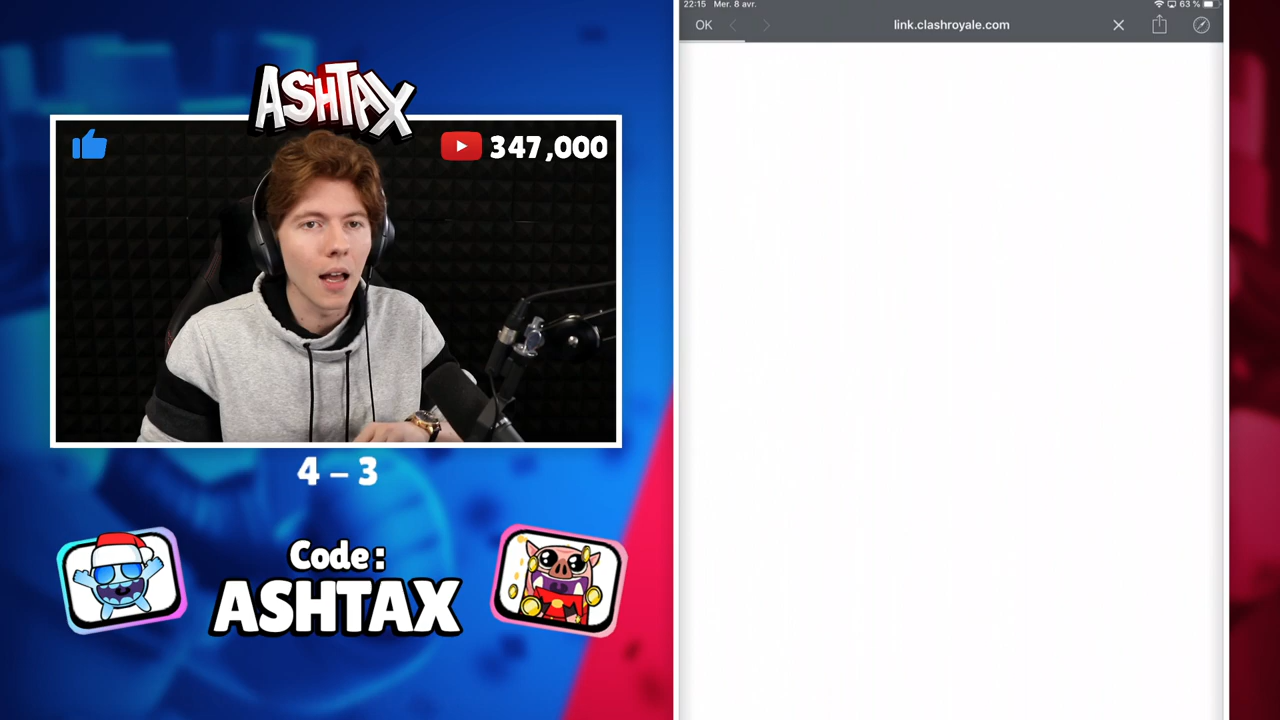 22:15 Mer. 8 avr.
63 %
OK
link.clashroyale.com
ASHTAX
347,000
4 – 3
Code :
ASHTAX